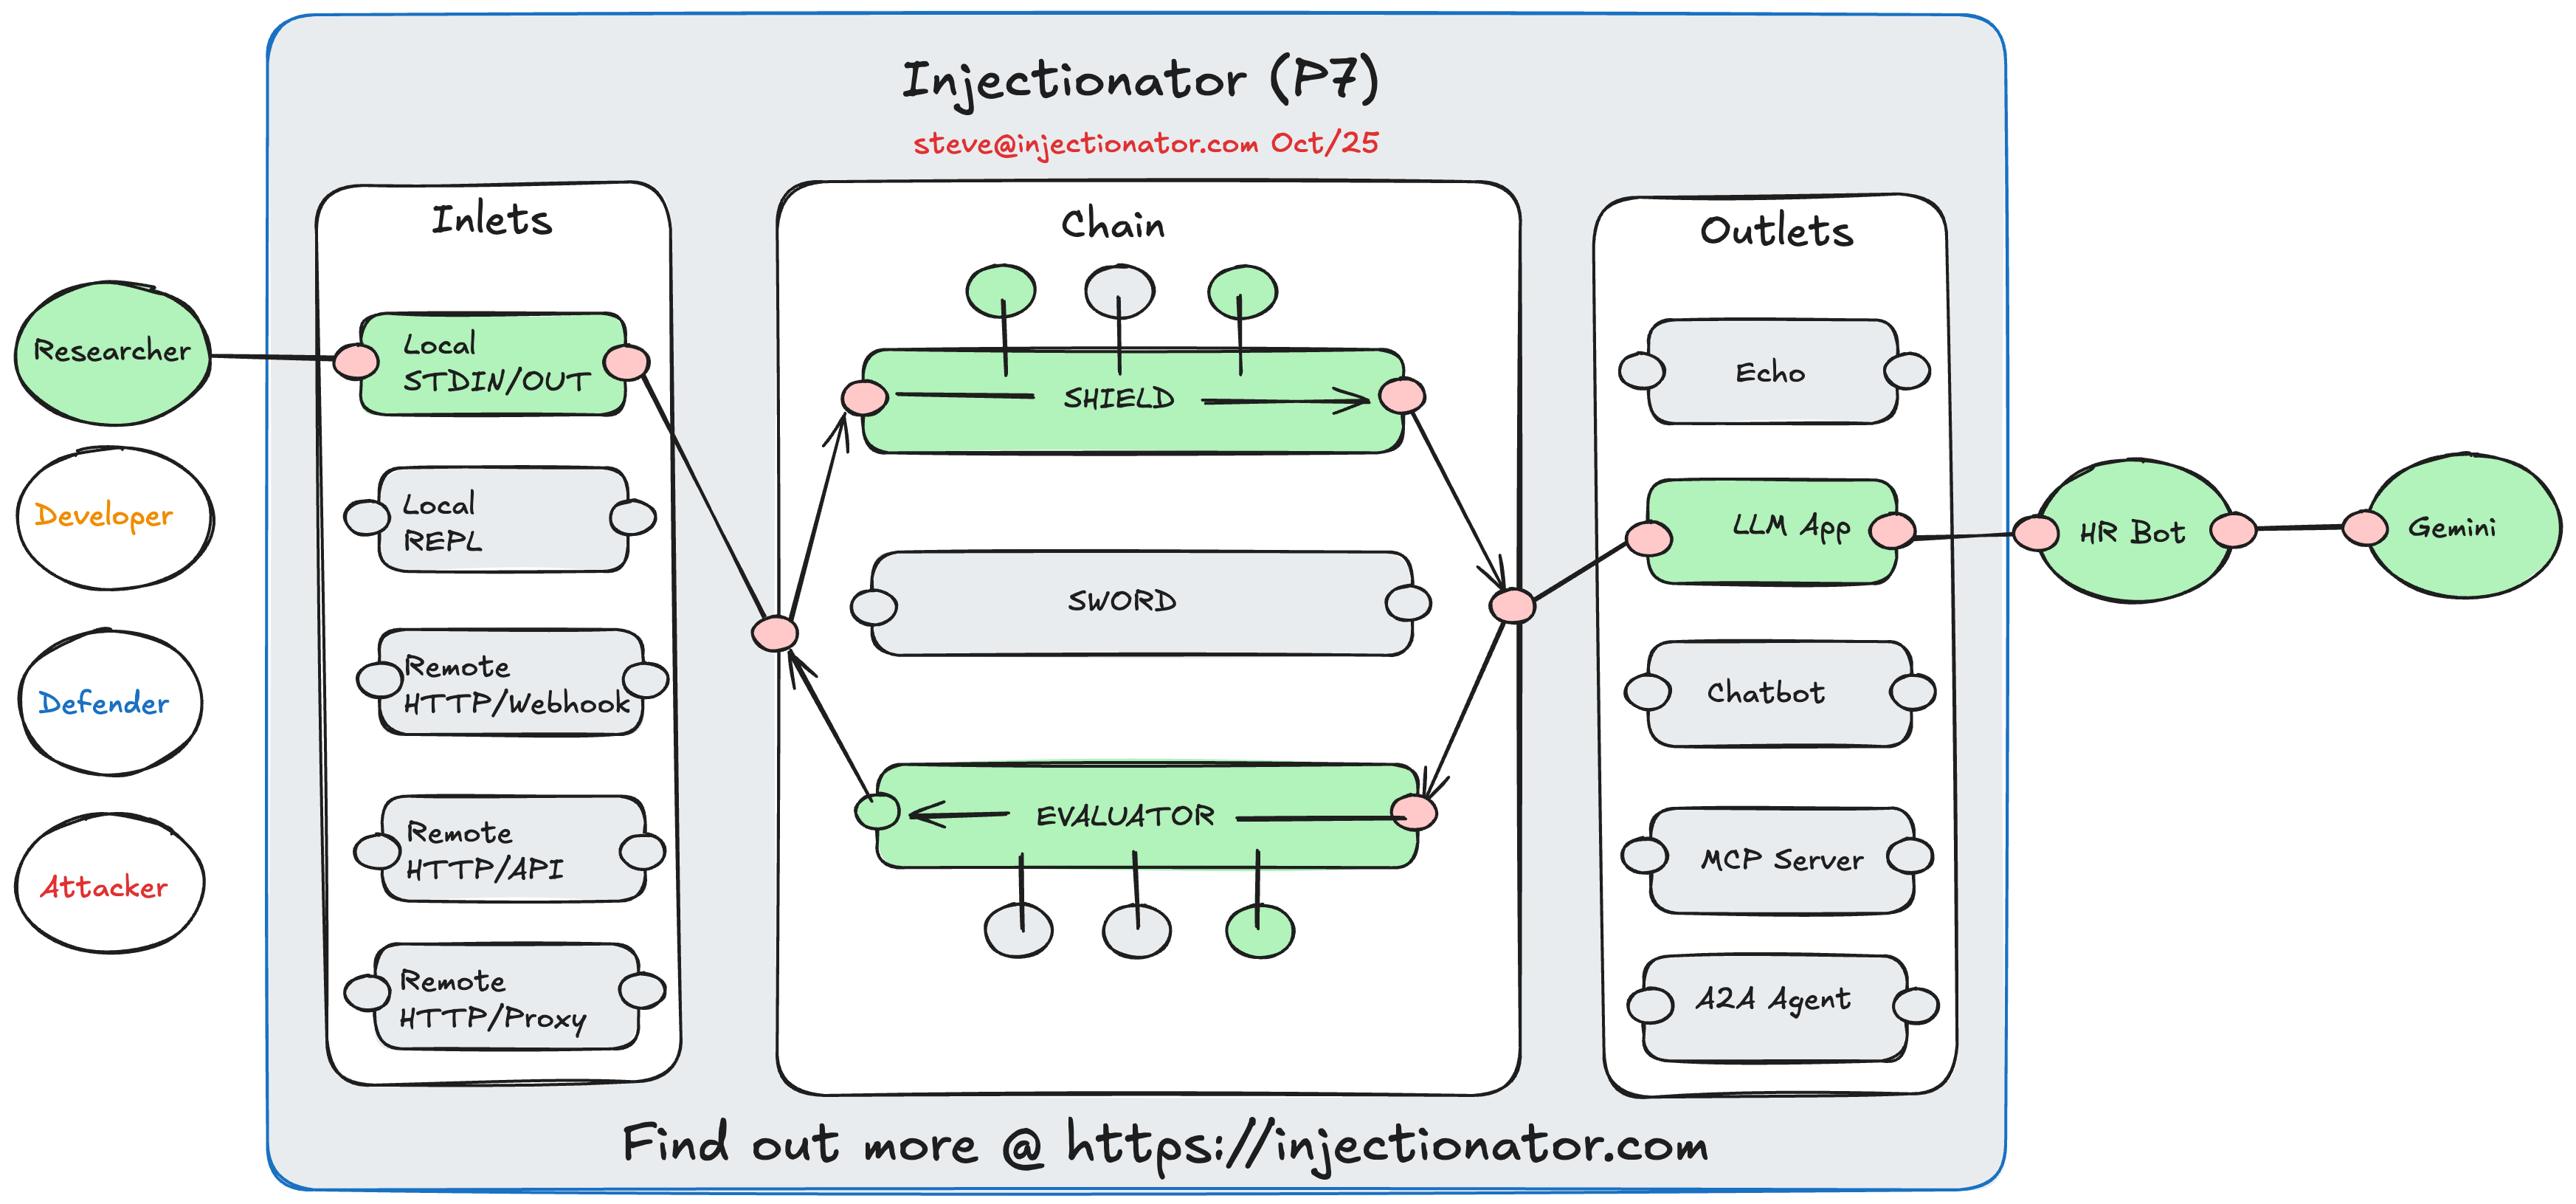 Injectionator (P7)
steve@injectionator.com Oct/25
Researcher
Developer
Defender
Attacker
Inlets
Local
STDIN/OUT
Local
REPL
Remote
HTTP/Webhook
Remote
HTTP/API
Remote
HTTP/Proxy
Chain
SHIELD
SWORD
EVALUATOR
Outlets
Echo
LLM App
Chatbot
MCP Server
A2A Agent
HR Bot
Gemini
Find out more @ https://injectionator.com